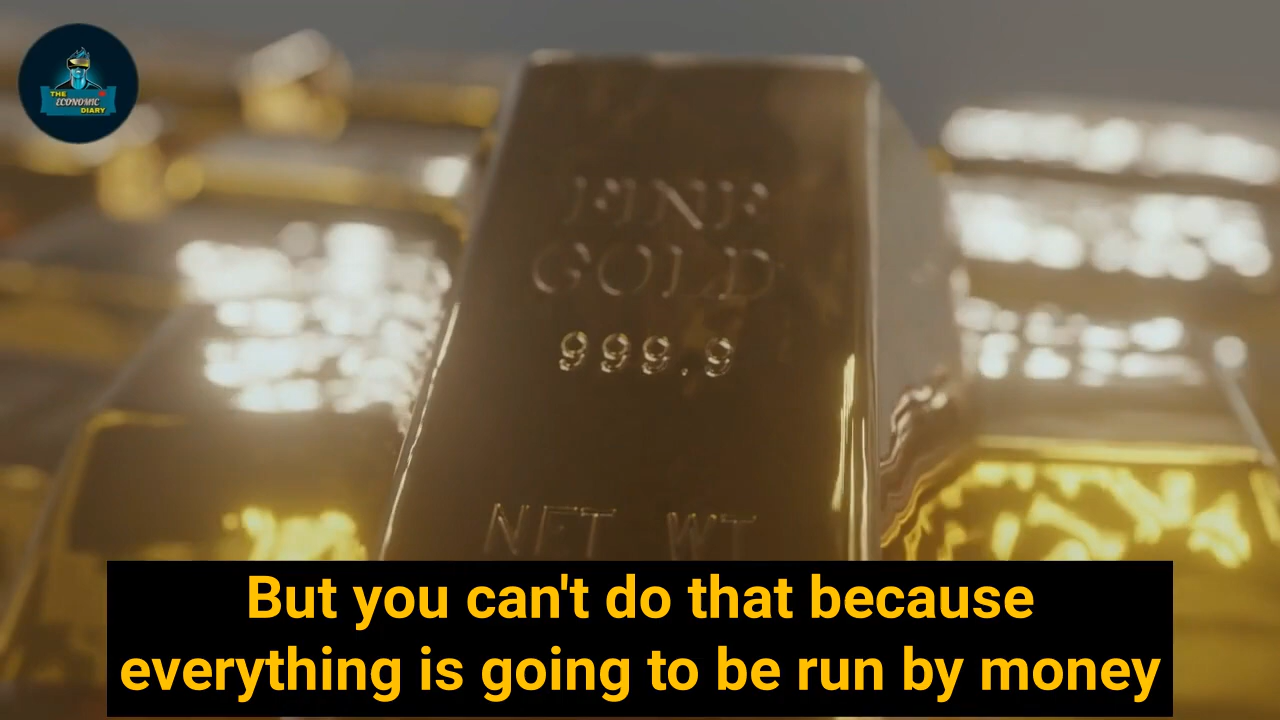 THE
ECONOMIC
DIARY
FINE
GOLD
999.9
NET WT
But you can't do that because
everything is going to be run by money